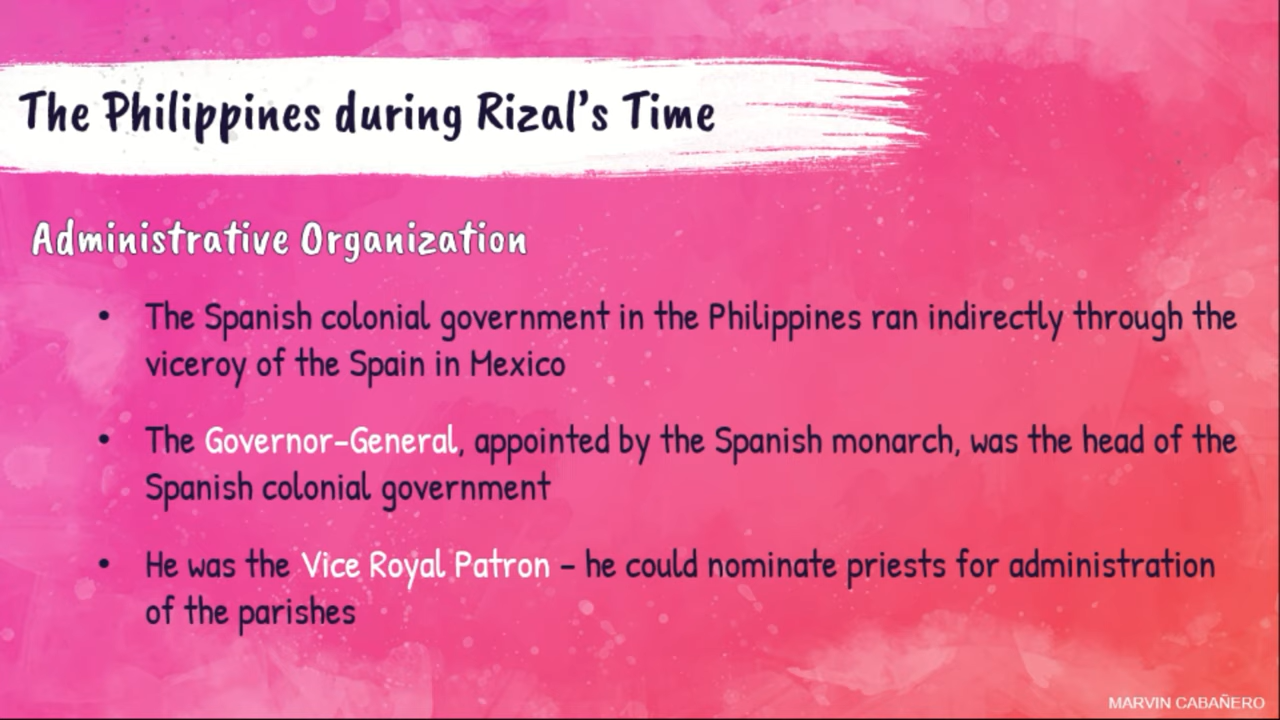 The Philippines during Rizal's Time
Administrative Organization
• The Spanish colonial government in the Philippines ran indirectly through the
viceroy of the Spain in Mexico
• The Governor-General, appointed by the Spanish monarch, was the head of the
Spanish colonial government
• He was the Vice Royal Patron – he could nominate priests for administration
of the parishes
MARVIN CABAÑERO